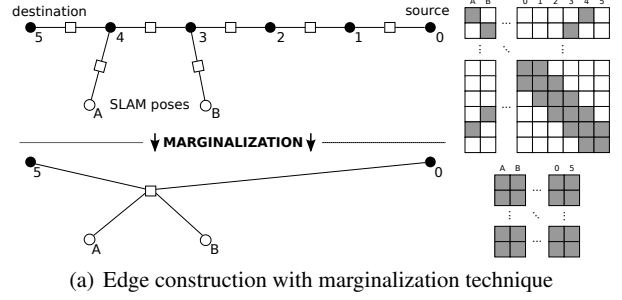 destination
source
A B
0 1 2 3 4 5
5
4
3
2
1
0
A
SLAM poses
B
MARGINALIZATION
5
0
A
B
A B
0 5
(a) Edge construction with marginalization technique